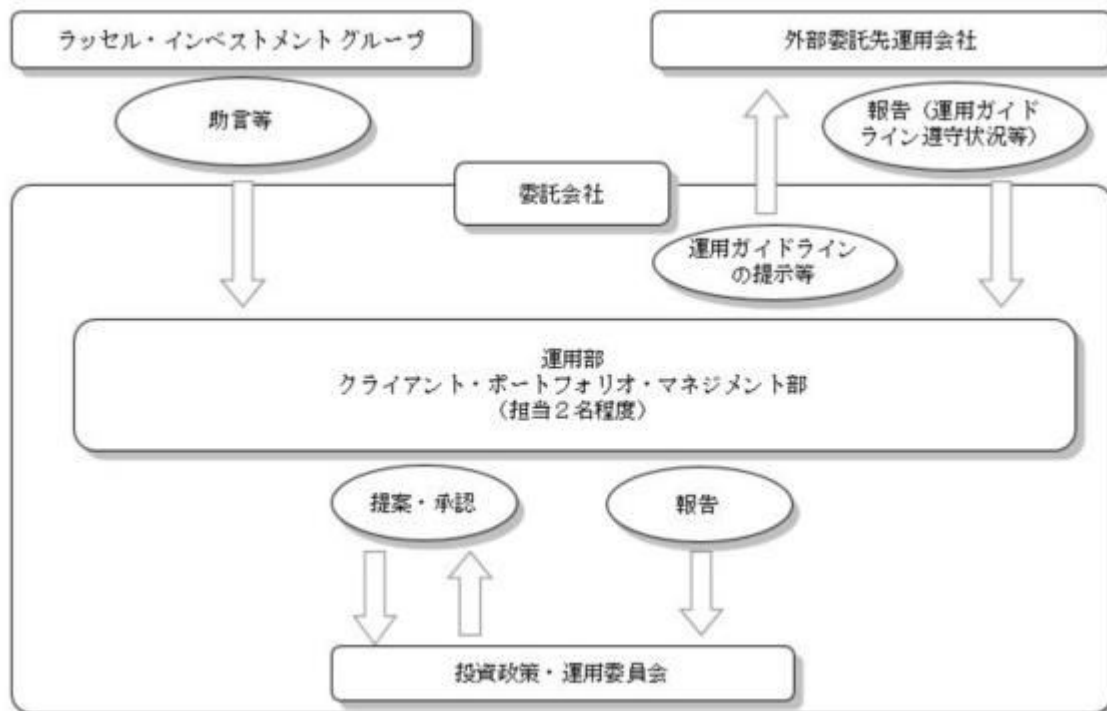 ラッセル・インベストメント グループ
外部委託先運用会社
助言等
報告（運用ガイド
ライン遵守状況等）
委託会社
運用ガイドライン
の提示等
運用部
クライアント・ポートフォリオ・マネジメント部
（担当２名程度）
提案・承認
報告
投資政策・運用委員会